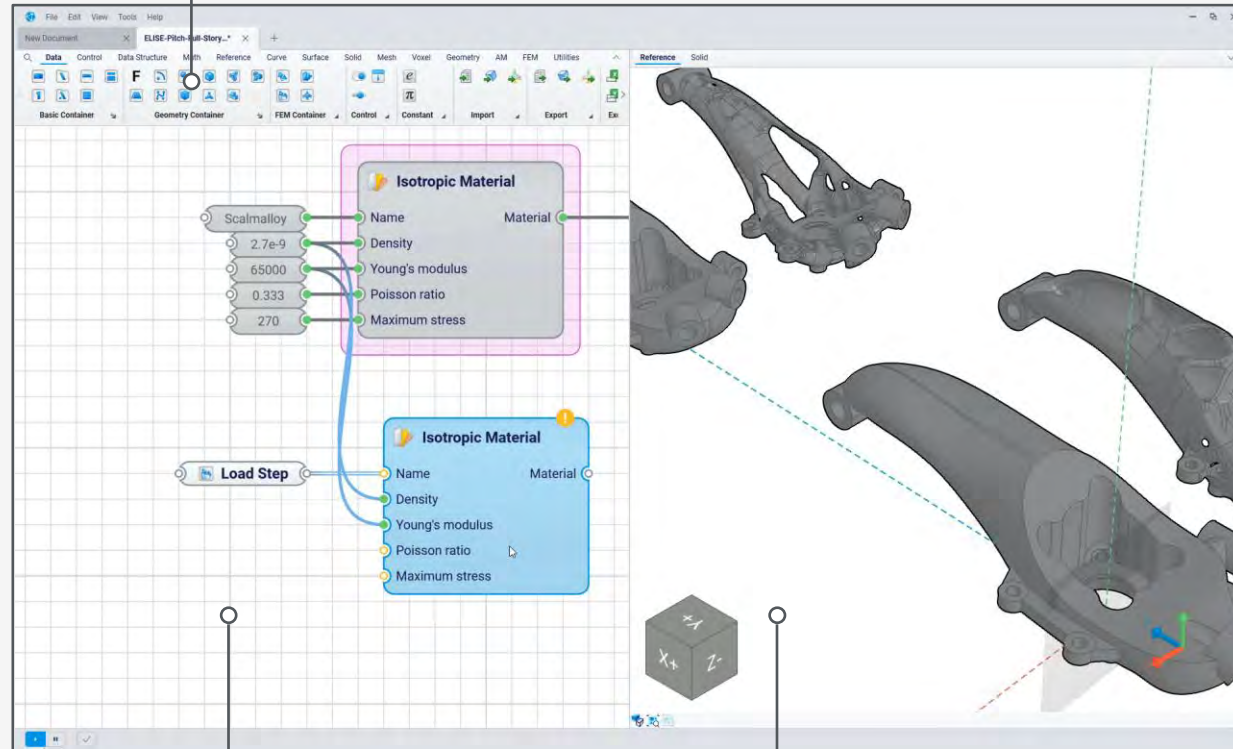 File Edit View Tools Help
New Document ELISE-Pitch-Full-Story...*
Data Control Data Structure Math Reference Curve Surface Solid Mesh Voxel Geometry AM FEM Utilities
F e
π
Basic Container Geometry Container FEM Container Control Constant Import Export
Reference Solid
Isotropic Material
Scalmalloy Name Material
2.7e-9 Density
65000 Young's modulus
0.333 Poisson ratio
270 Maximum stress
Isotropic Material
Load Step Name Material
Density
Young's modulus
Poisson ratio
Maximum stress
Y+
X+ Z-